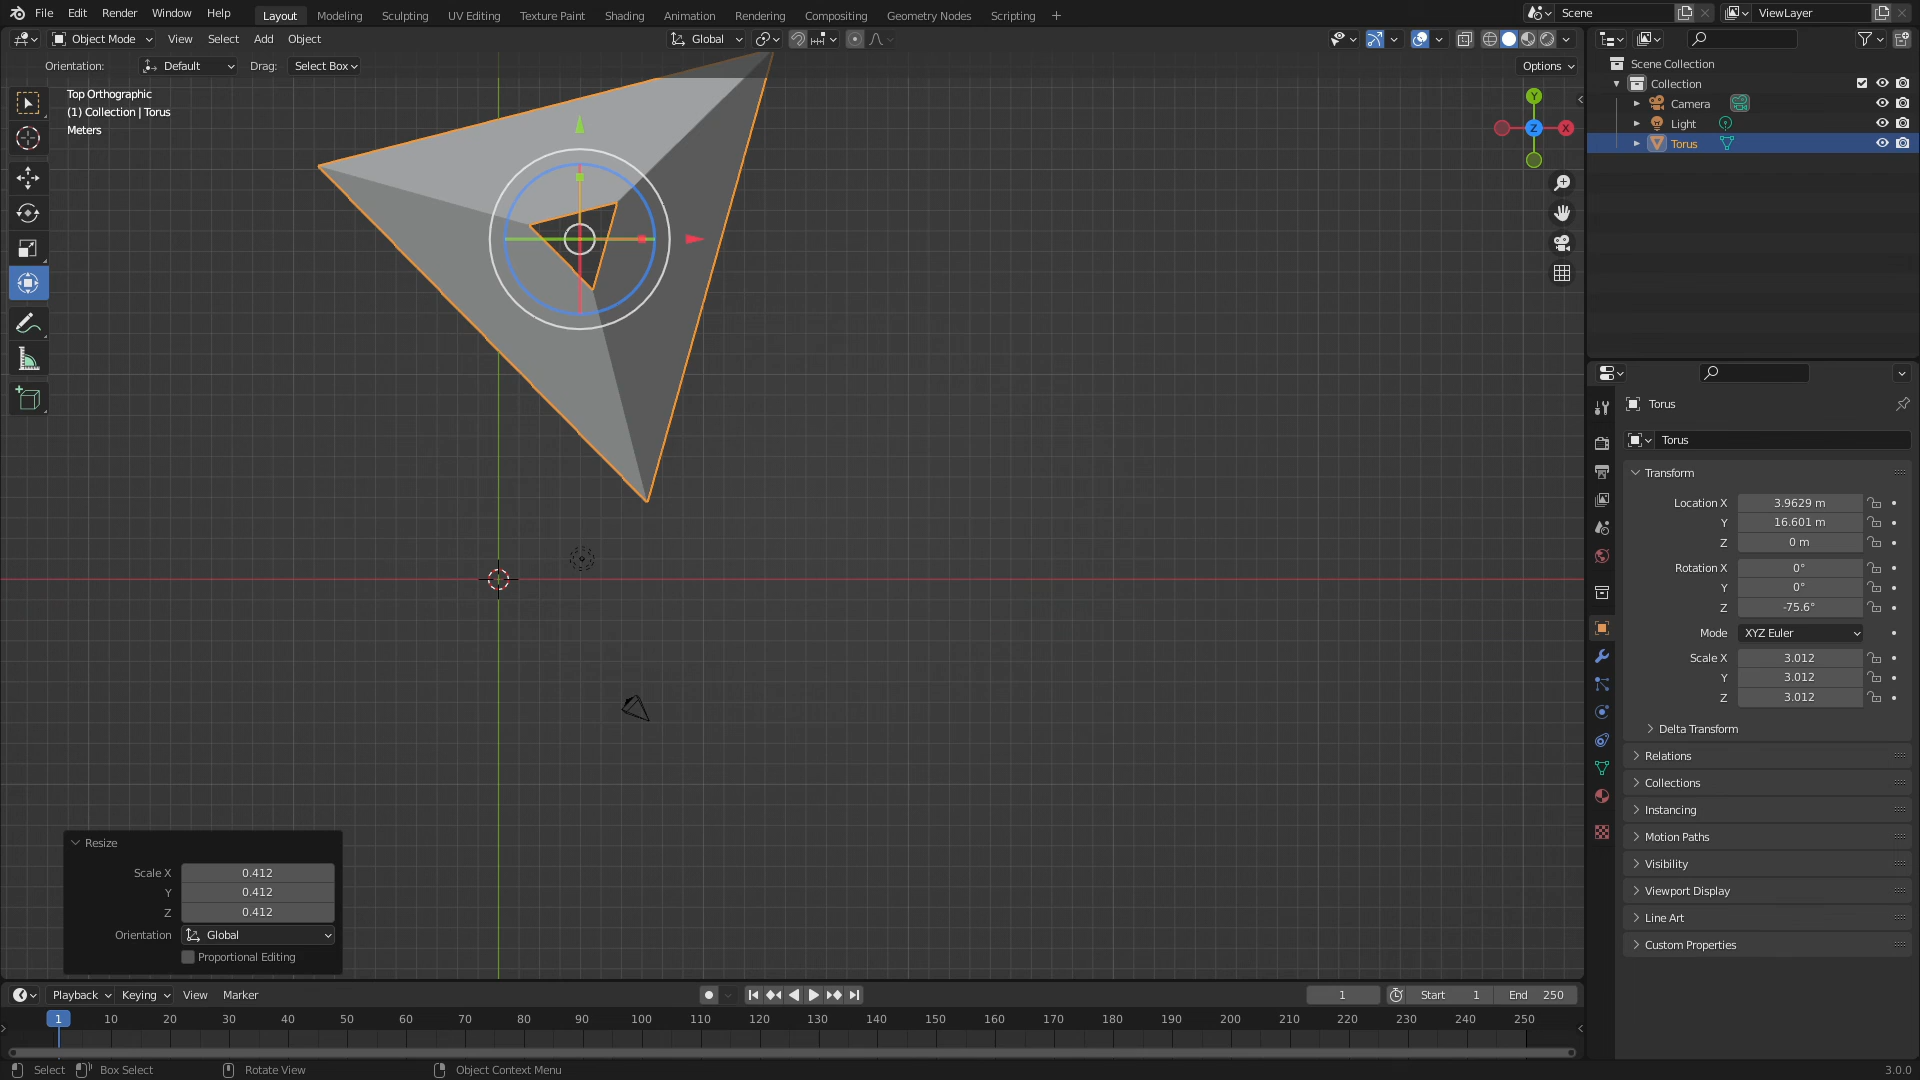 File Edit Render Window Help Layout Modeling Sculpting UV Editing Texture Paint Shading Animation Rendering Compositing Geometry Nodes Scripting Scene ViewLayer
Object Mode View Select Add Object Global
Orientation: Default Drag: Select Box Options
Top Orthographic
(1) Collection | Torus
Meters
Y
X
Z
Scene Collection
Collection
Camera
Light
Torus
Torus
Torus
Transform
Location X 3.9629 m
Y 16.601 m
Z 0 m
Rotation X 0°
Y 0°
Z -75.6°
Mode XYZ Euler
Scale X 3.012
Y 3.012
Z 3.012
Delta Transform
Relations
Collections
Instancing
Motion Paths
Visibility
Viewport Display
Line Art
Custom Properties
Resize
Scale X 0.412
Y 0.412
Z 0.412
Orientation Global
Proportional Editing
Playback Keying View Marker 1 Start 1 End 250
1 10 20 30 40 50 60 70 80 90 100 110 120 130 140 150 160 170 180 190 200 210 220 230 240 250
Select Box Select Rotate View Object Context Menu 3.0.0